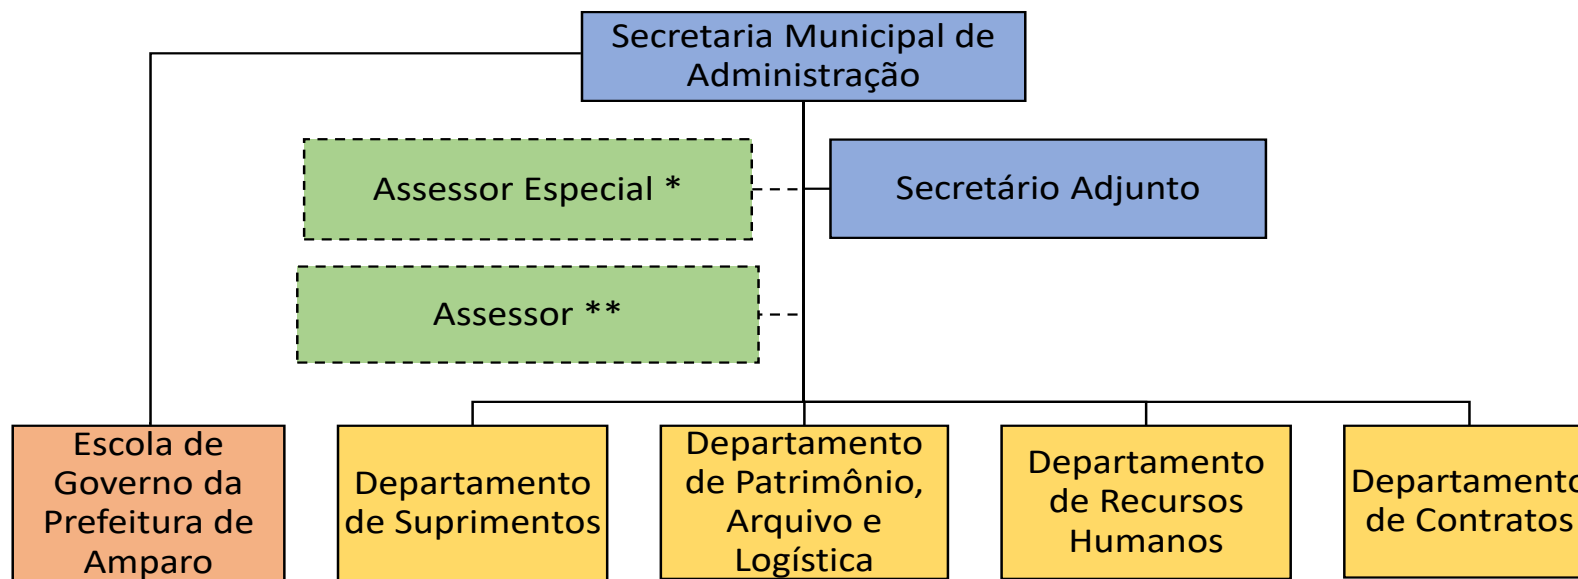 Secretaria Municipal de
Administração
Assessor Especial *
Secretário Adjunto
Assessor **
Escola de
Governo da
Prefeitura de
Amparo
Departamento
de Suprimentos
Departamento
de Patrimônio,
Arquivo e
Logística
Departamento
de Recursos
Humanos
Departamento
de Contratos